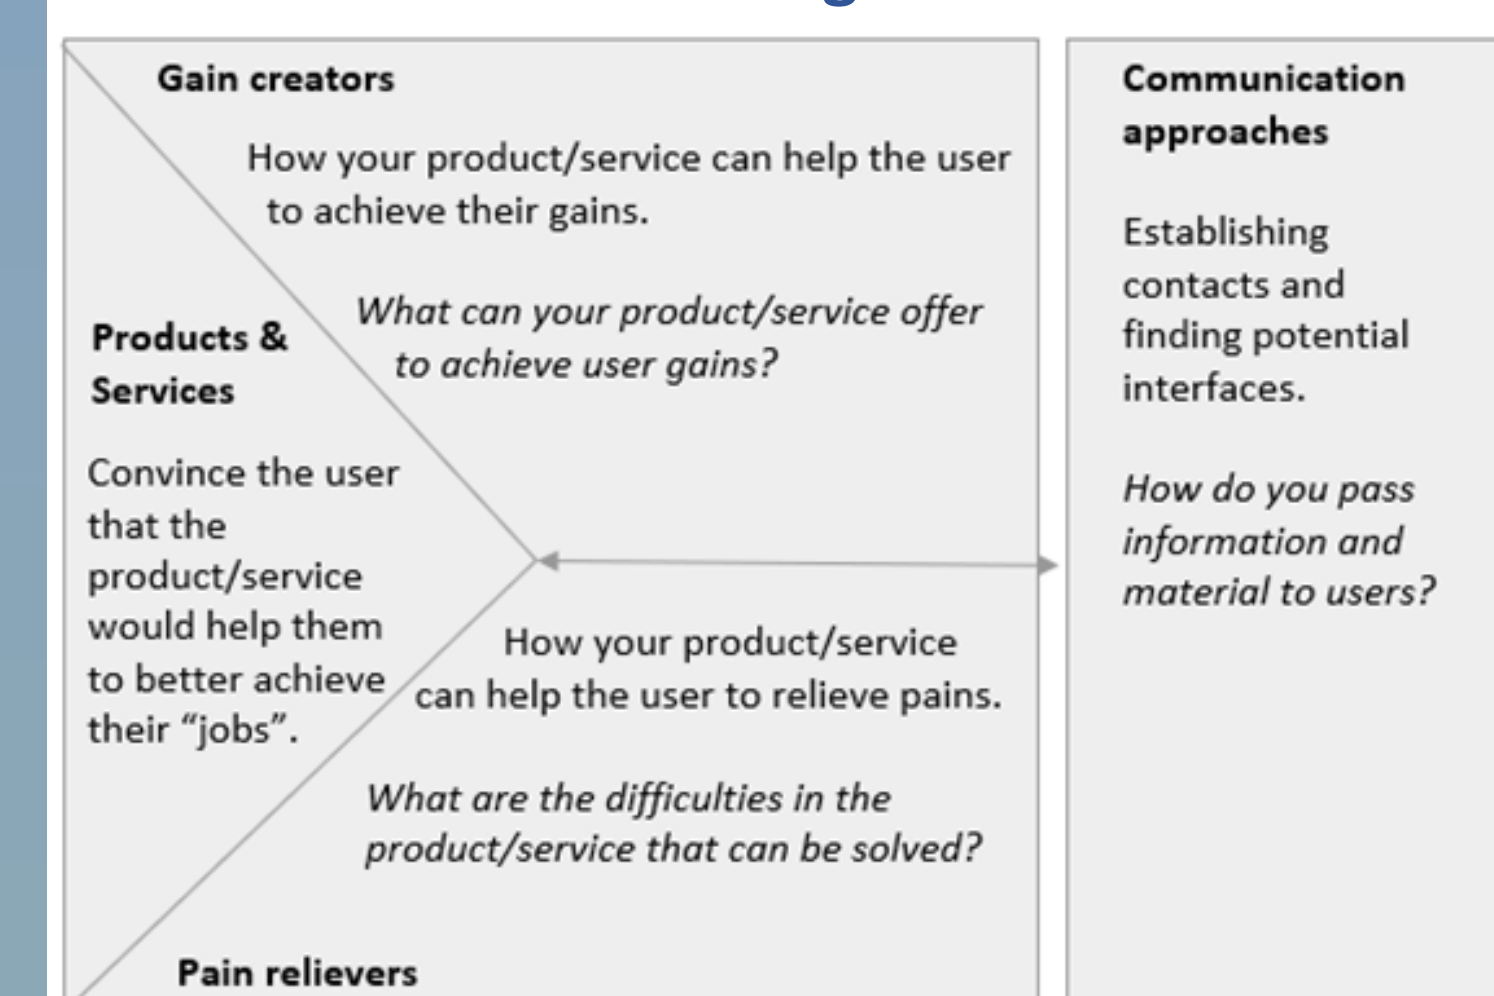 Gain creators
How your product/service can help the user
to achieve their gains.
What can your product/service offer
to achieve user gains?
Products &
Services
Convince the user
that the
product/service
would help them
to better achieve
their “jobs”.
How your product/service
can help the user to relieve pains.
What are the difficulties in the
product/service that can be solved?
Pain relievers
Communication
approaches
Establishing
contacts and
finding potential
interfaces.
How do you pass
information and
material to users?